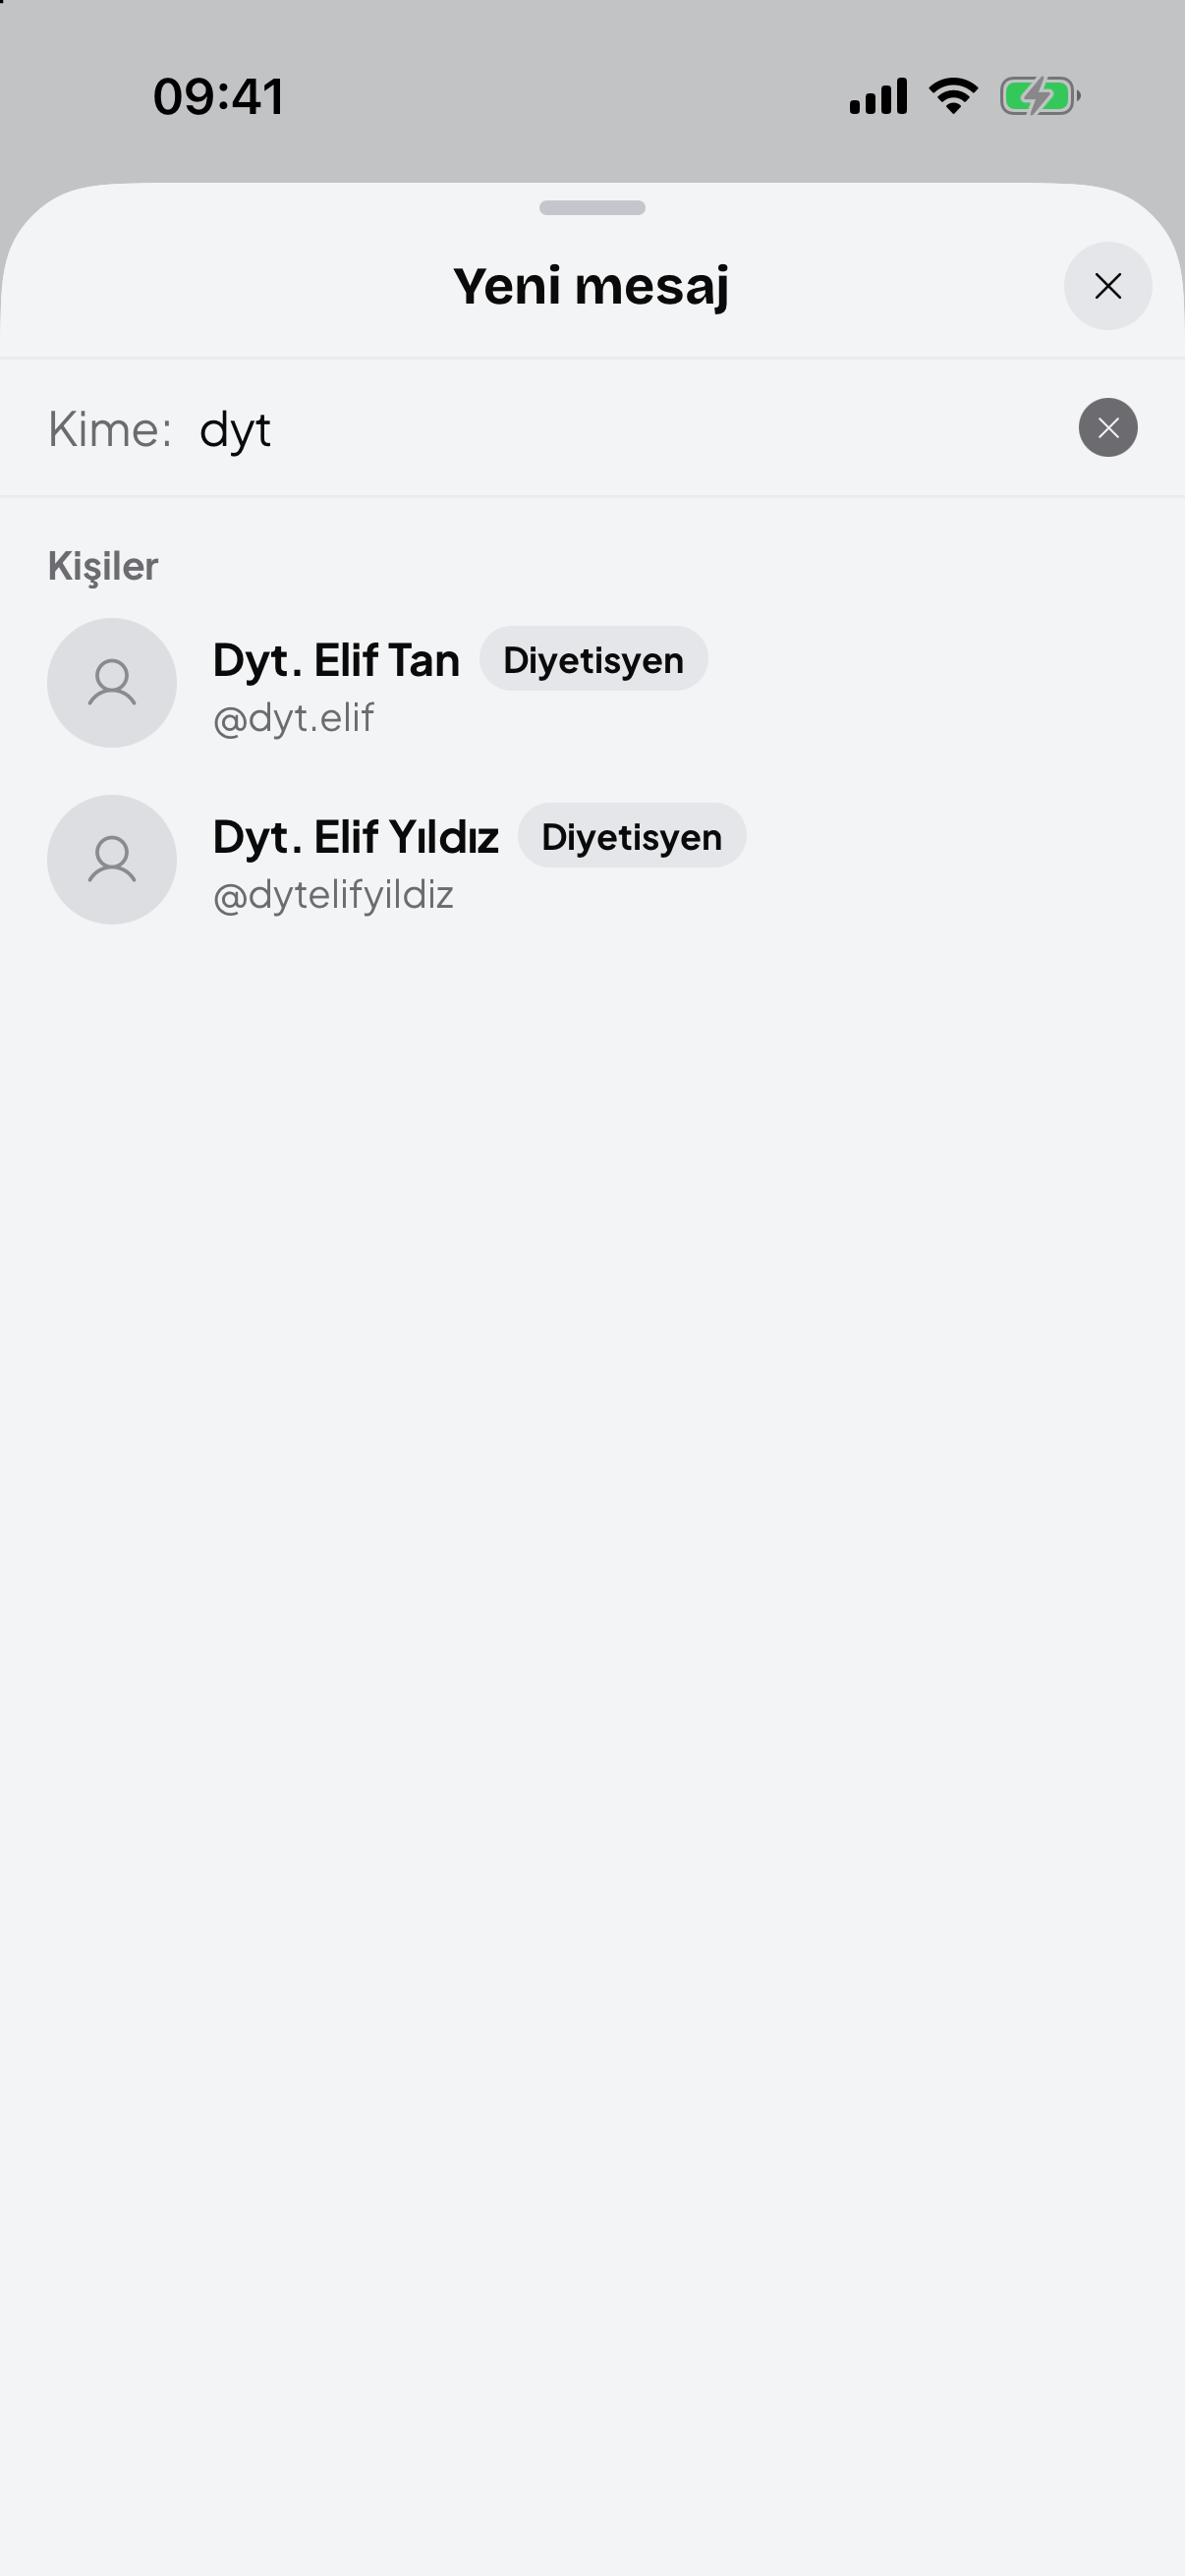 09:41
Yeni mesaj
Kime: dyt
Kişiler
Dyt. Elif Tan Diyetisyen
@dyt.elif
Dyt. Elif Yıldız Diyetisyen
@dytelifyildiz